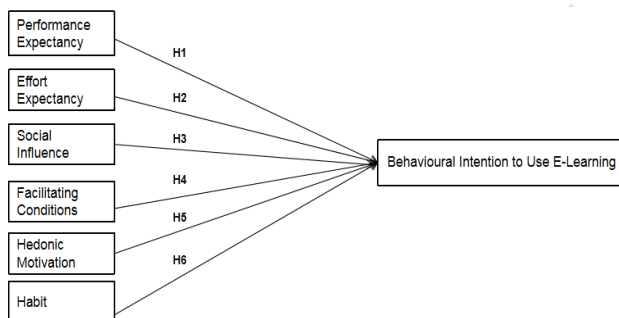 Performance
Expectancy
H1
Effort
Expectancy
H2
Social
Influence
H3
Behavioural Intention to Use E-Learning
Facilitating
Conditions
H4
Hedonic
Motivation
H5
Habit
H6